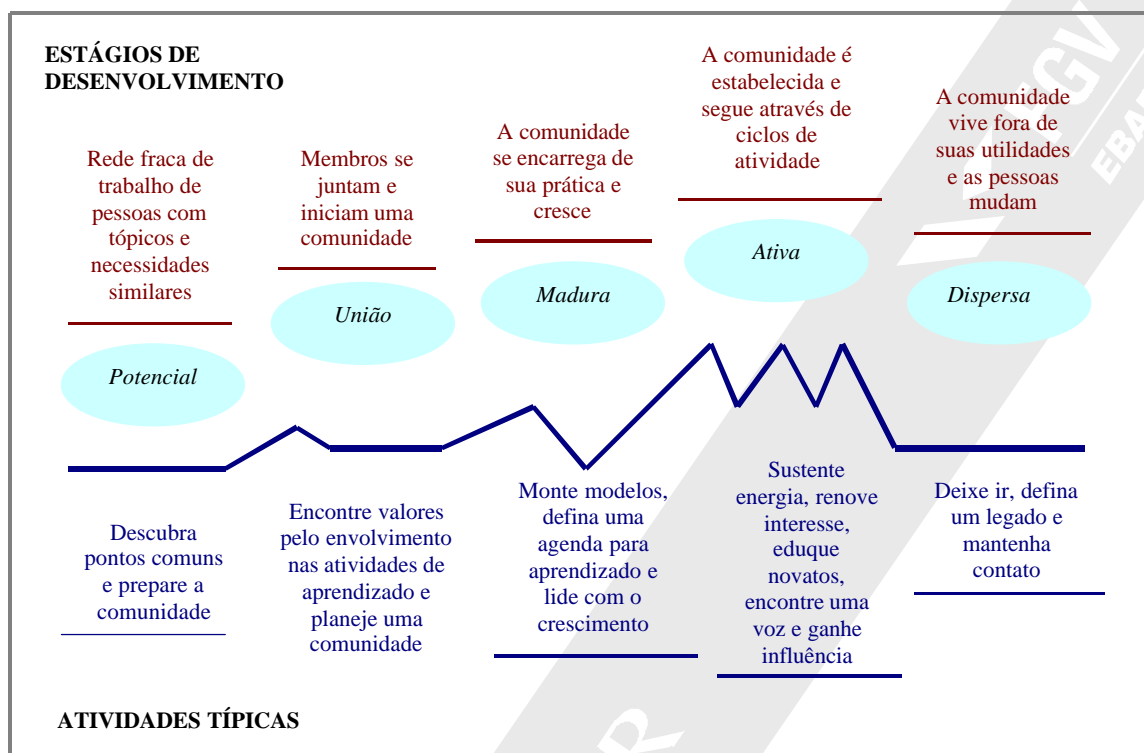 ESTÁGIOS DE
DESENVOLVIMENTO
Rede fraca de
trabalho de
pessoas com
tópicos e
necessidades
similares
Membros se
juntam e
iniciam uma
comunidade
A comunidade
se encarrega de
sua prática e
cresce
A comunidade é
estabelecida e
segue através de
ciclos de
atividade
A comunidade
vive fora de
suas utilidades
e as pessoas
mudam
Potencial
União
Madura
Ativa
Dispersa
Descubra
pontos comuns
e prepare a
comunidade
Encontre valores
pelo envolvimento
nas atividades de
aprendizado e
planeje uma
comunidade
Monte modelos,
defina uma
agenda para
aprendizado e
lide com o
crescimento
Sustente
energia, renove
interesse,
eduque
novatos,
encontre uma
voz e ganhe
influência
Deixe ir, defina
um legado e
mantenha
contato
ATIVIDADES TÍPICAS
FGV